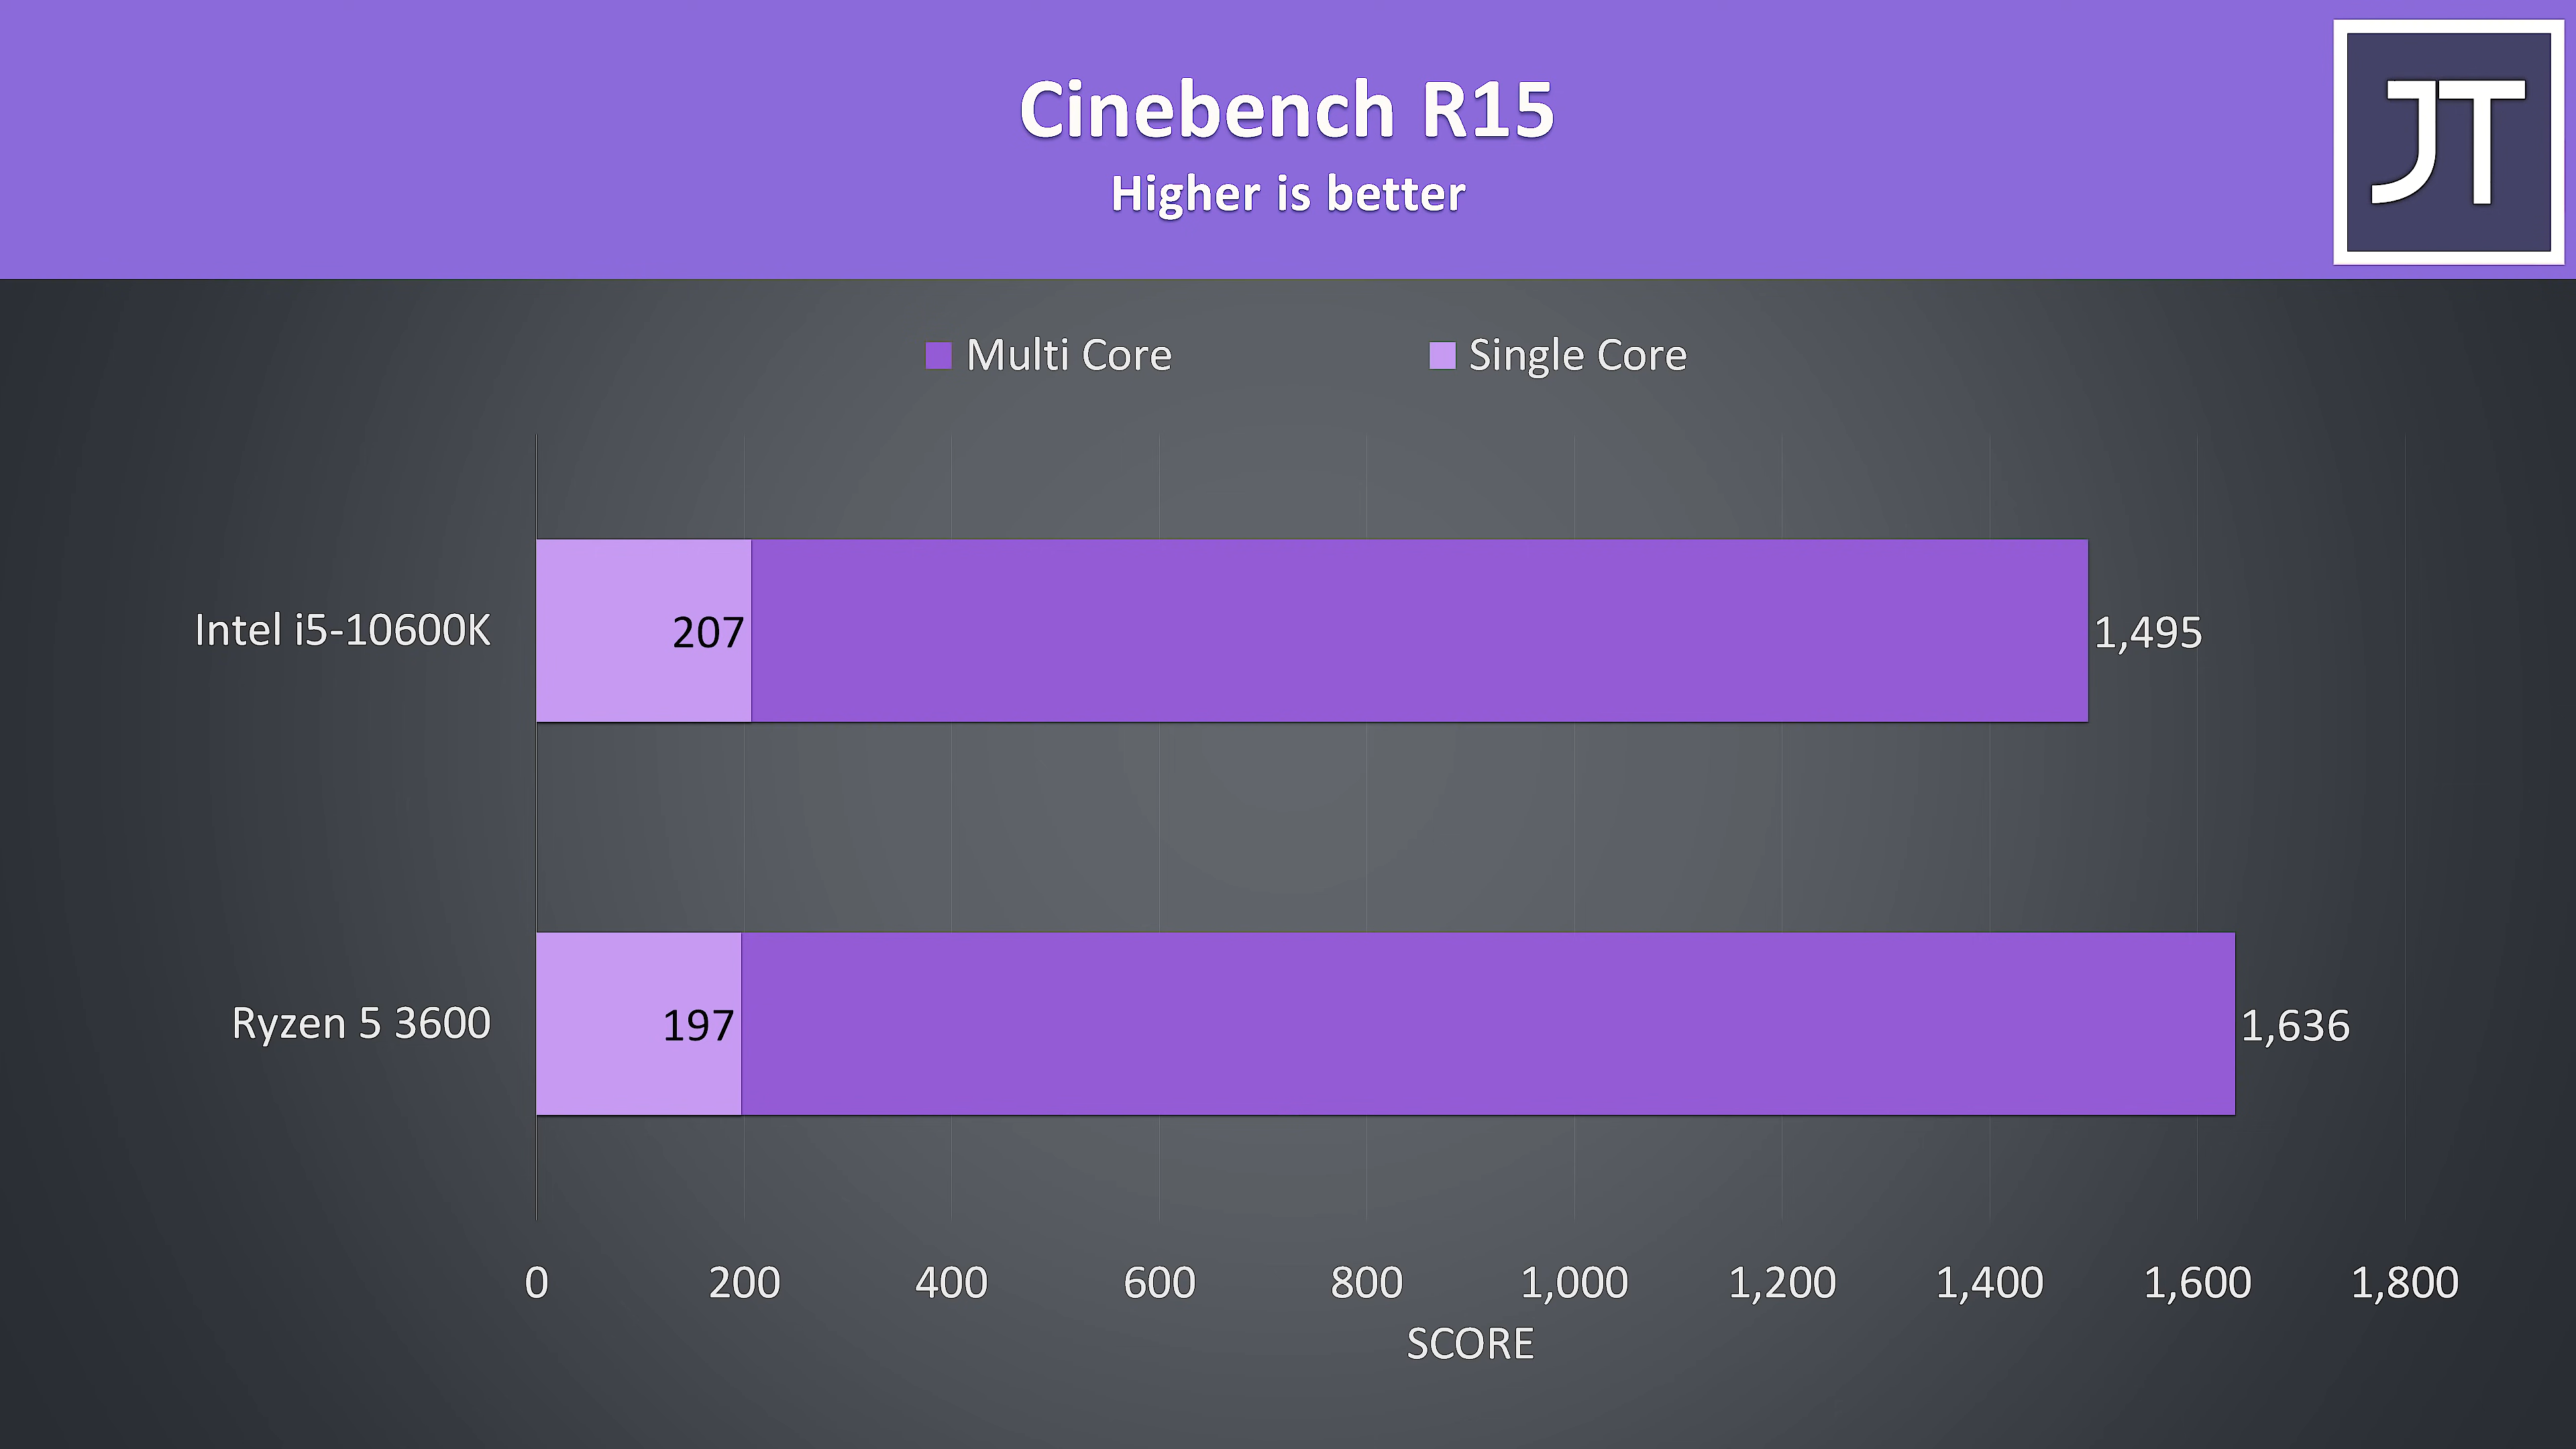 Cinebench R15
Higher is better
JT
Multi Core
Single Core
Intel i5-10600K
207
1,495
Ryzen 5 3600
197
1,636
0
200
400
600
800
1,000
1,200
1,400
1,600
1,800
SCORE